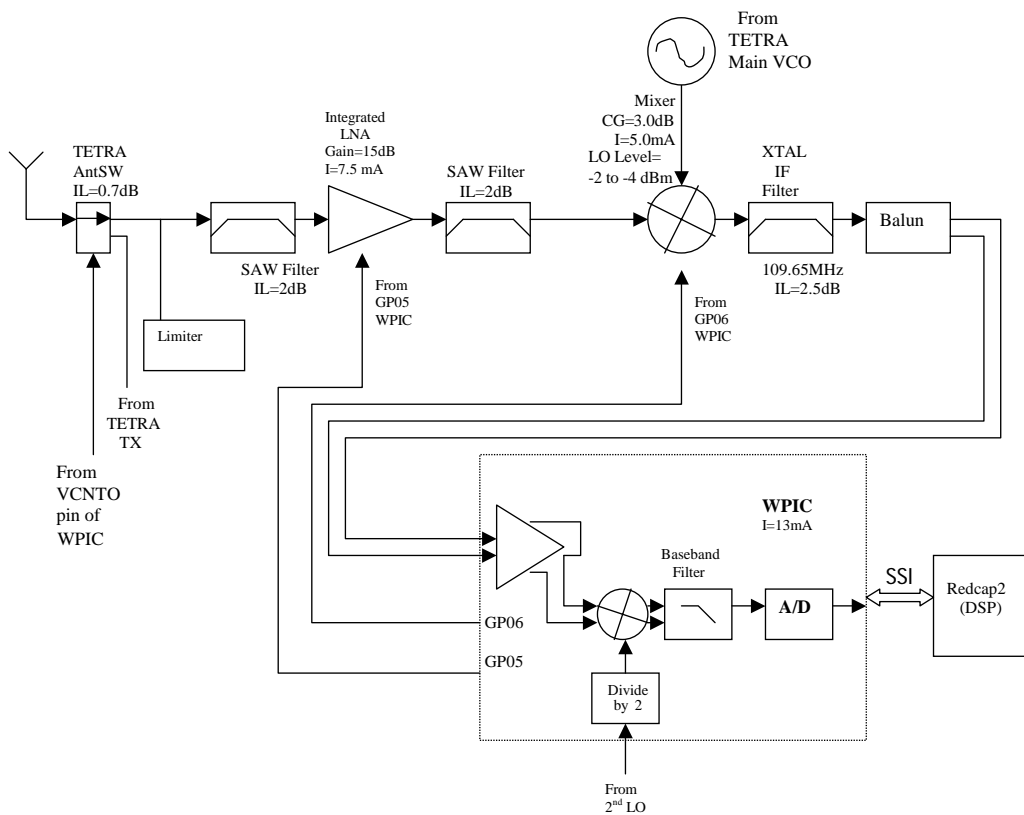 From
TETRA
Main VCO
Mixer
CG=3.0dB
I=5.0mA
LO Level=
-2 to -4 dBm
Integrated
LNA
Gain=15dB
I=7.5 mA
TETRA
AntSW
IL=0.7dB
SAW Filter
IL=2dB
XTAL
IF
Filter
Balun
SAW Filter
IL=2dB
109.65MHz
IL=2.5dB
From
GP05
WPIC
From
GP06
WPIC
Limiter
From
TETRA
TX
From
VCNTO
pin of
WPIC
WPIC
I=13mA
Baseband
Filter
A/D
SSI
Redcap2
(DSP)
GP06
GP05
Divide
by 2
From
2nd LO